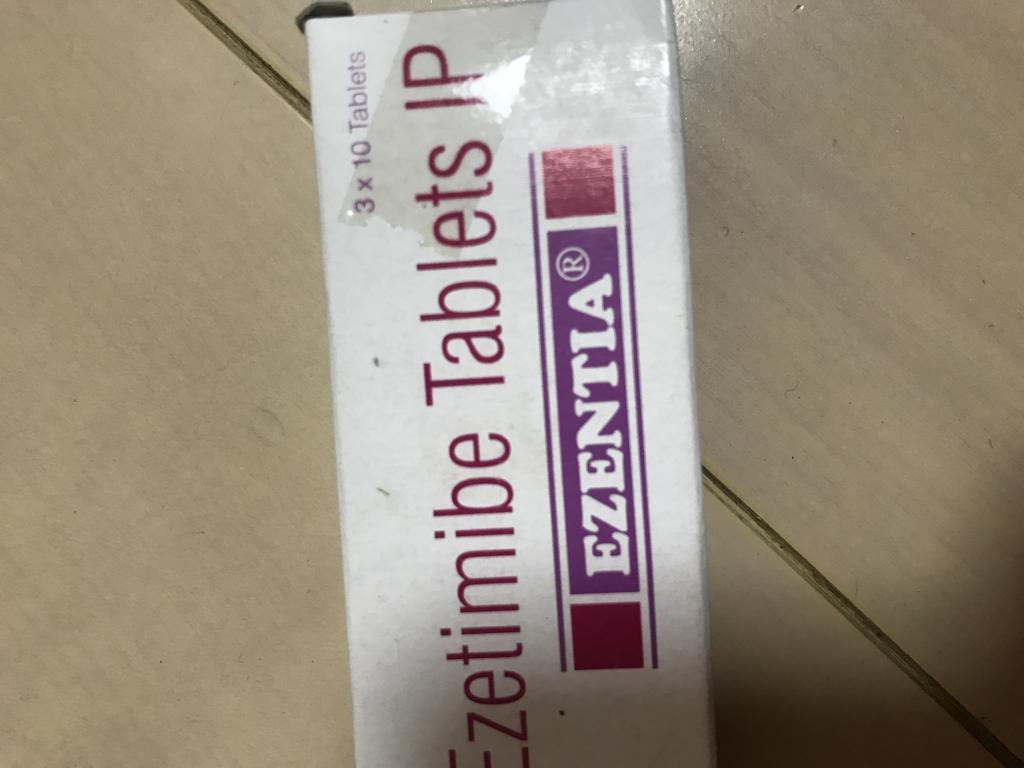 3 x 10 Tablets
Ezetimibe Tablets IP
EZENTIA®